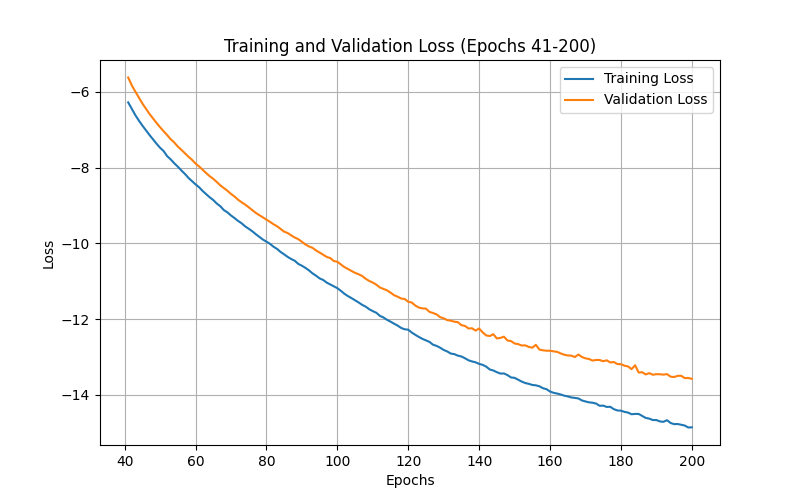 Training and Validation Loss (Epochs 41-200)
Training Loss
Validation Loss
−6
−8
−10
−12
−14
Loss
40 60 80 100 120 140 160 180 200
Epochs